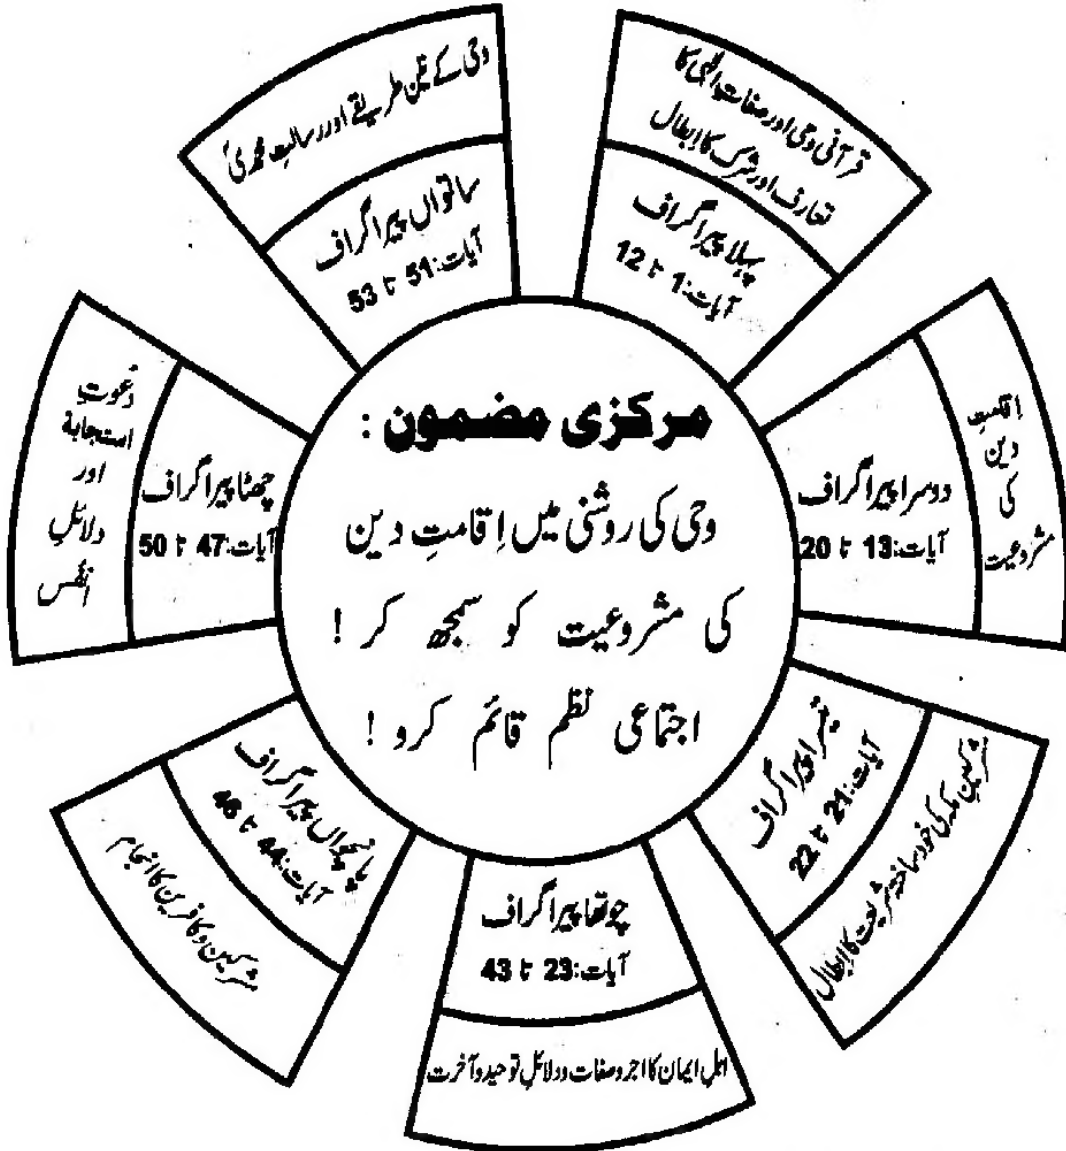 مرکزی مضمون :
وحی کی روشنی میں اِقامتِ دین
کی مشروعیت کو سمجھ کر !
اجتماعی نظم قائم کرو !
قرآنی وحی اور صفاتِ الٰہی کا
تعارف اور شرک کا اِبطال
پہلا پیراگراف
آیات:1 تا 12
اِقامتِ
دین
کی
مشروعیت
دوسرا پیراگراف
آیات:13 تا 20
تیسرا پیراگراف
آیات:21 تا 22
مشرکینِ مکہ کی خود ساختہ شریعت کا اِبطال
چوتھا پیراگراف
آیات:23 تا 43
اہلِ ایمان کا اجر و صفات و دلائلِ توحید و آخرت
پانچواں پیراگراف
آیات:44 تا 46
مشرکین و کافرین کا انجام
چھٹا پیراگراف
آیات:47 تا 50
دعوتِ
استجابة
اور
دلائلِ
انفُس
ساتواں پیراگراف
آیات:51 تا 53
وحی کے تین طریقے اور رسالتِ محمدیؐ